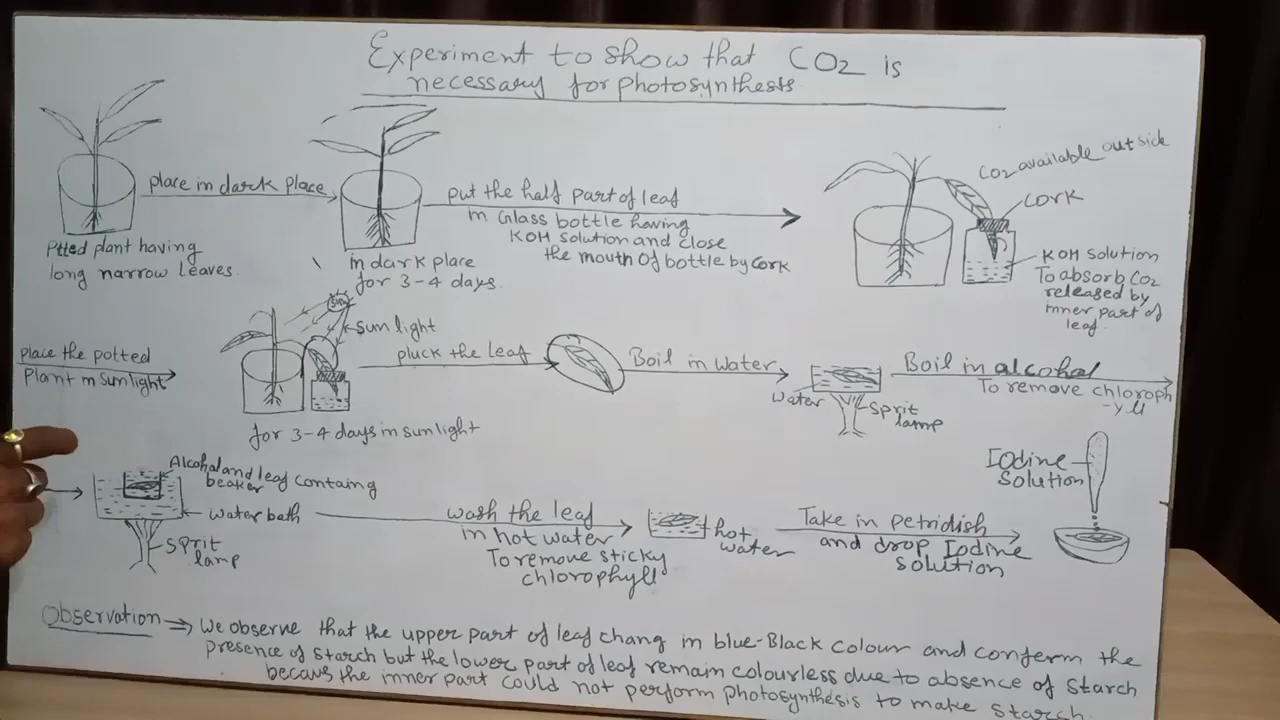 Experiment to show that CO2 is
necessary for photosynthesis
place in dark place
Ptted plant having
long narrow leaves
in dark place
for 3-4 days
put the half part of leaf
in Glass bottle having
KOH solution and close
the mouth of bottle by cork
CO2 available outside
CORK
KOH solution
To absorb CO2
released by
inner part of
leaf
place the potted
Plant in sunlight
SUN
sun light
for 3-4 days in sunlight
pluck the leaf
Boil in water
water
sprit
lamp
Boil in alcohol
To remove chloroph
-yll
Alcohal and leaf containg
beaker
water bath
sprit
lamp
wash the leaf
in hot water
To remove sticky
chlorophyll
hot
water
Take in petridish
and drop Iodine
solution
Iodine
Solution
Observation ⇒ We observe that the upper part of leaf chang in blue-Black colour and conferm the
presence of starch but the lower part of leaf remain colourless due to absence of starch
becaus the inner part could not perform photosynthesis to make starch.